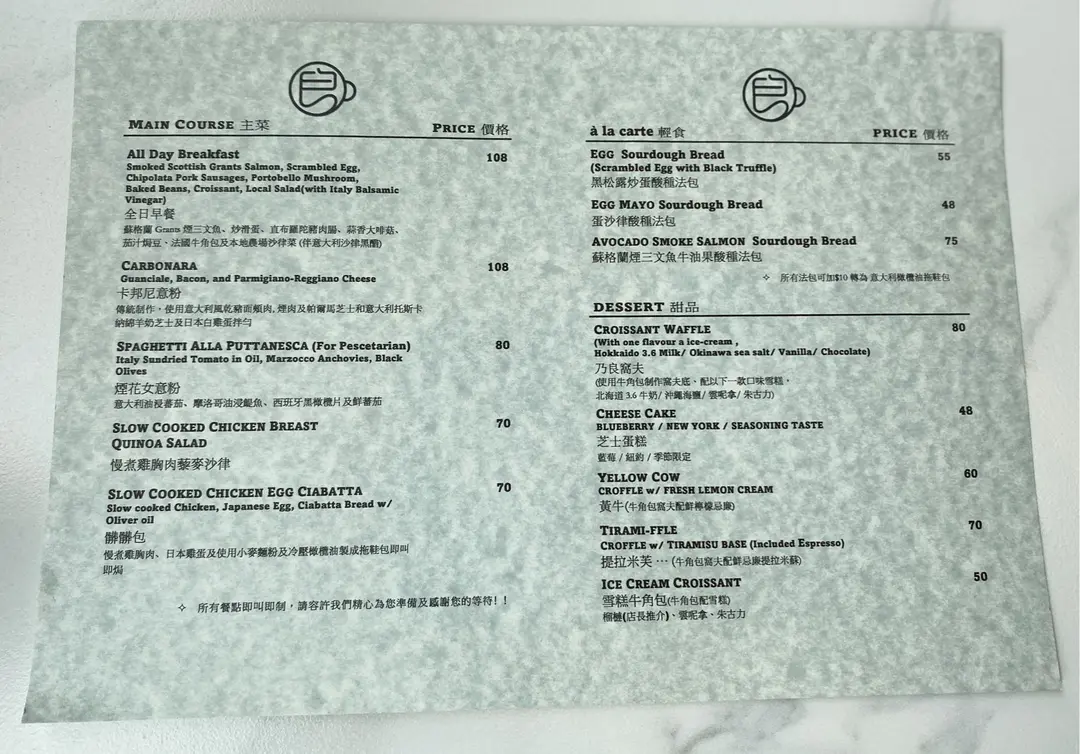 MAIN COURSE 主菜 PRICE 價格
All Day Breakfast 108
Smoked Scottish Grants Salmon, Scrambled Egg,
Chipolata Pork Sausages, Portobello Mushroom,
Baked Beans, Croissant, Local Salad(with Italy Balsamic
Vinegar)
全日早餐
蘇格蘭 Grants 煙三文魚、炒滑蛋、直布羅陀豬肉腸、蒜香大啡菇、
茄汁焗豆、法國牛角包及本地農場沙律菜 (伴意大利沙律黑醋)
CARBONARA 108
Guanciale, Bacon, and Parmigiano-Reggiano Cheese
卡邦尼意粉
傳統制作，使用意大利風乾豬面頰肉, 煙肉及帕爾馬芝士和意大利托斯卡
納綿羊奶芝士及日本白雞蛋拌勻
SPAGHETTI ALLA PUTTANESCA (For Pescetarian) 80
Italy Sundried Tomato in Oil, Marzocco Anchovies, Black
Olives
煙花女意粉
意大利油浸蕃茄、摩洛哥油浸鯷魚、西班牙黑橄欖片及鮮蕃茄
SLOW COOKED CHICKEN BREAST 70
QUINOA SALAD
慢煮雞胸肉藜麥沙律
SLOW COOKED CHICKEN EGG CIABATTA 70
Slow cooked Chicken, Japanese Egg, Ciabatta Bread w/
Oliver oil
髒髒包
慢煮雞胸肉、日本雞蛋及使用小麥麵粉及冷壓橄欖油製成拖鞋包即叫
即焗
✧ 所有餐點即叫即制，請容許我們精心為您準備及感謝您的等待! !
à la carte 輕食 PRICE 價格
EGG Sourdough Bread 55
(Scrambled Egg with Black Truffle)
黑松露炒蛋酸種法包
EGG MAYO Sourdough Bread 48
蛋沙律酸種法包
AVOCADO SMOKE SALMON Sourdough Bread 75
蘇格蘭煙三文魚牛油果酸種法包
✧ 所有法包可加$10 轉為 意大利橄欖油拖鞋包
DESSERT 甜品
CROISSANT WAFFLE 80
(With one flavour a ice-cream ,
Hokkaido 3.6 Milk/ Okinawa sea salt/ Vanilla/ Chocolate)
乃良窩夫
(使用牛角包制作窩夫底，配以下一款口味雪糕，
北海道 3.6 牛奶/ 沖繩海鹽/ 雲呢拿/ 朱古力)
CHEESE CAKE 48
BLUEBERRY / NEW YORK / SEASONING TASTE
芝士蛋糕
藍莓 / 紐約 / 季節限定
YELLOW COW 60
CROFFLE w/ FRESH LEMON CREAM
黃牛(牛角包窩夫配鮮檸檬忌廉)
TIRAMI-FFLE 70
CROFFLE w/ TIRAMISU BASE (Included Espresso)
提拉米芙 … (牛角包窩夫配鮮忌廉提拉米蘇)
ICE CREAM CROISSANT 50
雪糕牛角包(牛角包配雪糕)
榴槤(店長推介)、雲呢拿、朱古力